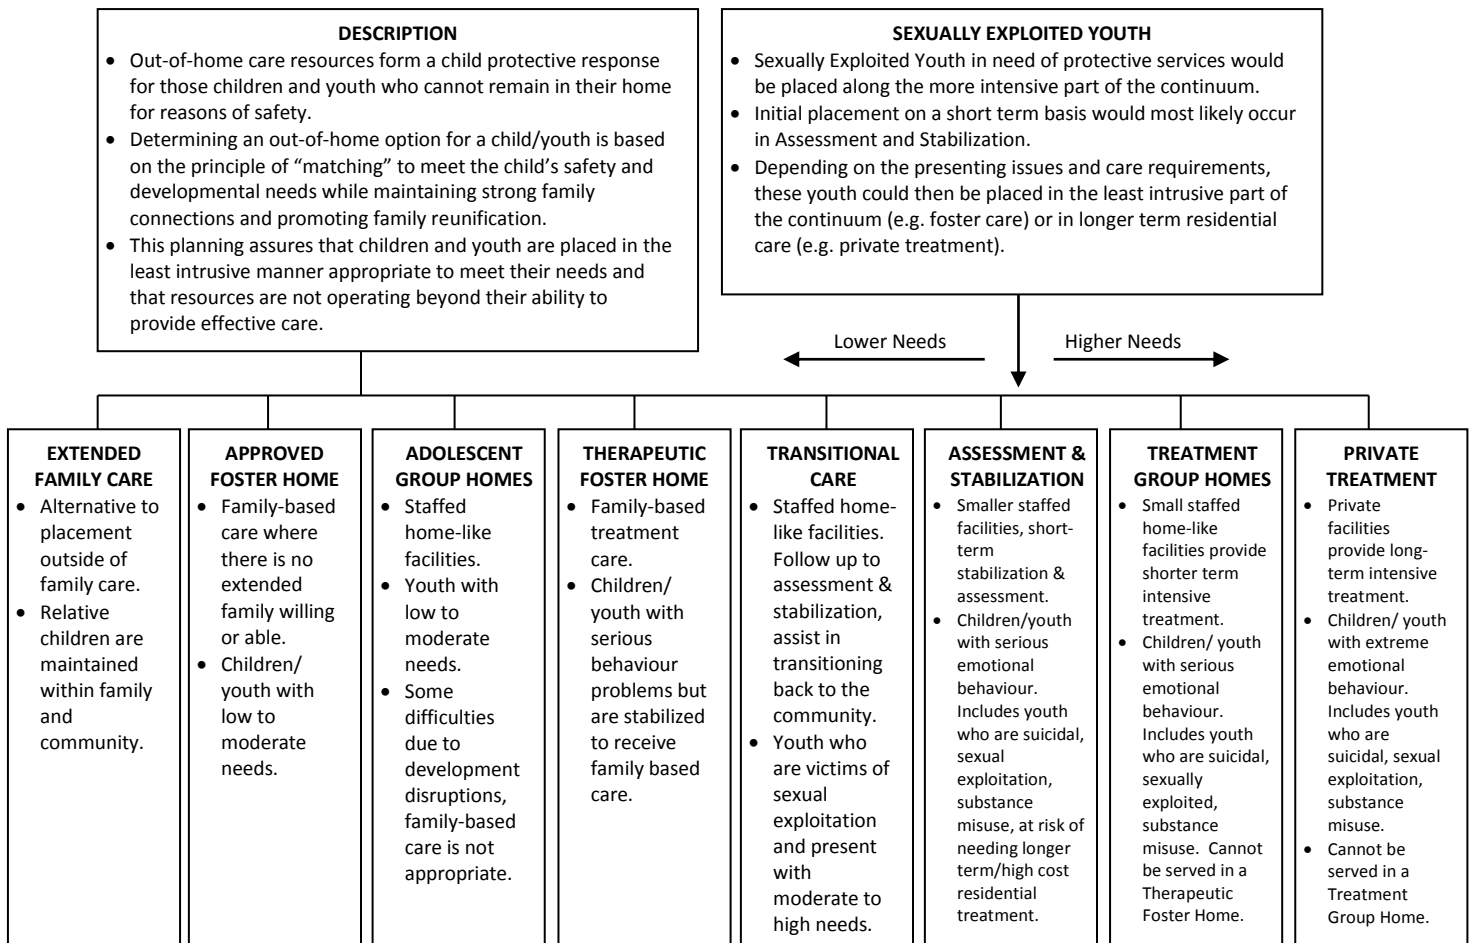 DESCRIPTION
• Out-of-home care resources form a child protective response
for those children and youth who cannot remain in their home
for reasons of safety.
• Determining an out-of-home option for a child/youth is based
on the principle of “matching” to meet the child’s safety and
developmental needs while maintaining strong family
connections and promoting family reunification.
• This planning assures that children and youth are placed in the
least intrusive manner appropriate to meet their needs and
that resources are not operating beyond their ability to
provide effective care.
SEXUALLY EXPLOITED YOUTH
• Sexually Exploited Youth in need of protective services would
be placed along the more intensive part of the continuum.
• Initial placement on a short term basis would most likely occur
in Assessment and Stabilization.
• Depending on the presenting issues and care requirements,
these youth could then be placed in the least intrusive part of
the continuum (e.g. foster care) or in longer term residential
care (e.g. private treatment).
Lower Needs
Higher Needs
EXTENDED
FAMILY CARE
• Alternative to
placement
outside of
family care.
• Relative
children are
maintained
within family
and
community.
APPROVED
FOSTER HOME
• Family-based
care where
there is no
extended
family willing
or able.
• Children/
youth with
low to
moderate
needs.
ADOLESCENT
GROUP HOMES
• Staffed
home-like
facilities.
• Youth with
low to
moderate
needs.
• Some
difficulties
due to
development
disruptions,
family-based
care is not
appropriate.
THERAPEUTIC
FOSTER HOME
• Family-based
treatment
care.
• Children/
youth with
serious
behaviour
problems but
are stabilized
to receive
family based
care.
TRANSITIONAL
CARE
• Staffed home-
like facilities.
Follow up to
assessment &
stabilization,
assist in
transitioning
back to the
community.
• Youth who
are victims of
sexual
exploitation
and present
with
moderate to
high needs.
ASSESSMENT &
STABILIZATION
• Smaller staffed
facilities, short-
term
stabilization &
assessment.
• Children/youth
with serious
emotional
behaviour.
Includes youth
who are suicidal,
sexual
exploitation,
substance
misuse, at risk of
needing longer
term/high cost
residential
treatment.
TREATMENT
GROUP HOMES
• Small staffed
home-like
facilities provide
shorter term
intensive
treatment.
• Children/ youth
with serious
emotional
behaviour.
Includes youth
who are suicidal,
sexually
exploited,
substance
misuse. Cannot
be served in a
Therapeutic
Foster Home.
PRIVATE
TREATMENT
• Private
facilities
provide long-
term intensive
treatment.
• Children/ youth
with extreme
emotional
behaviour.
Includes youth
who are
suicidal, sexual
exploitation,
substance
misuse.
• Cannot be
served in a
Treatment
Group Home.